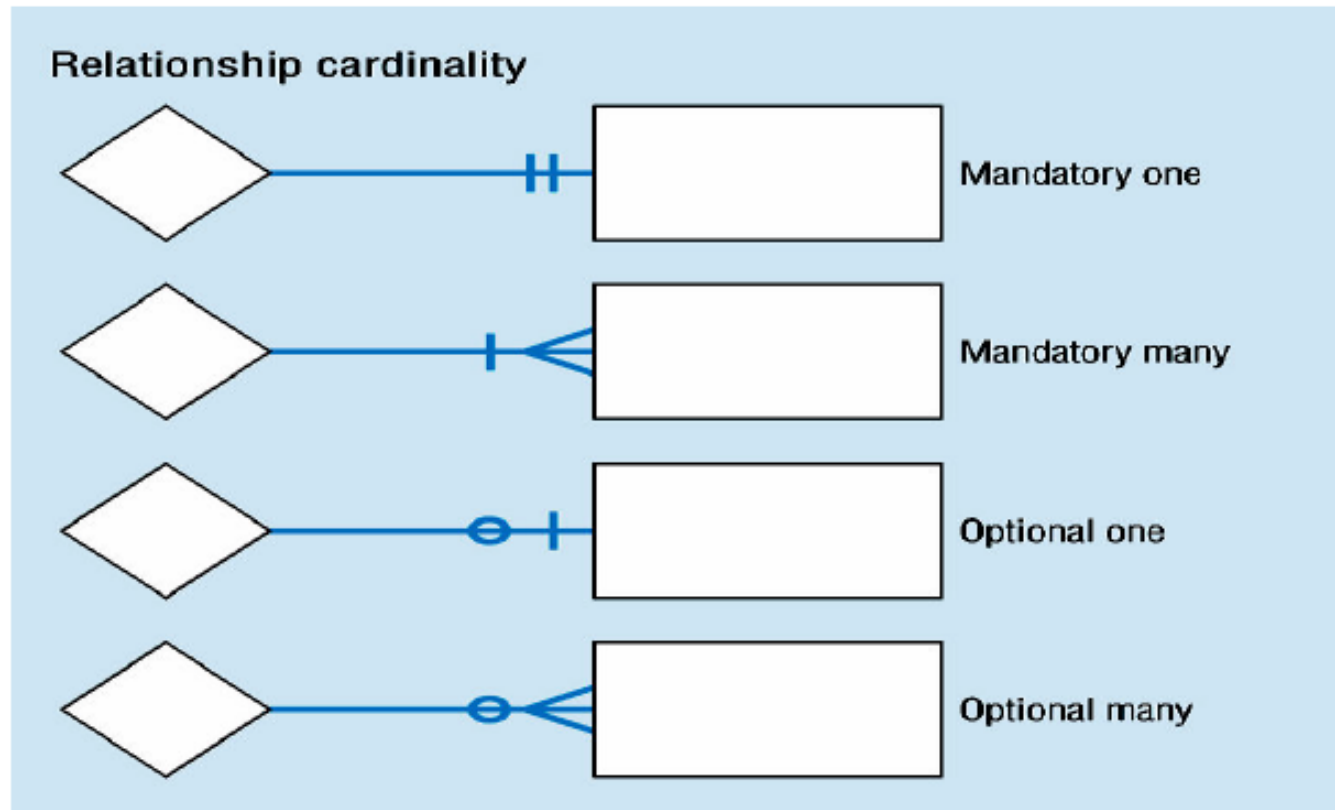 Relationship cardinality
Mandatory one
Mandatory many
Optional one
Optional many